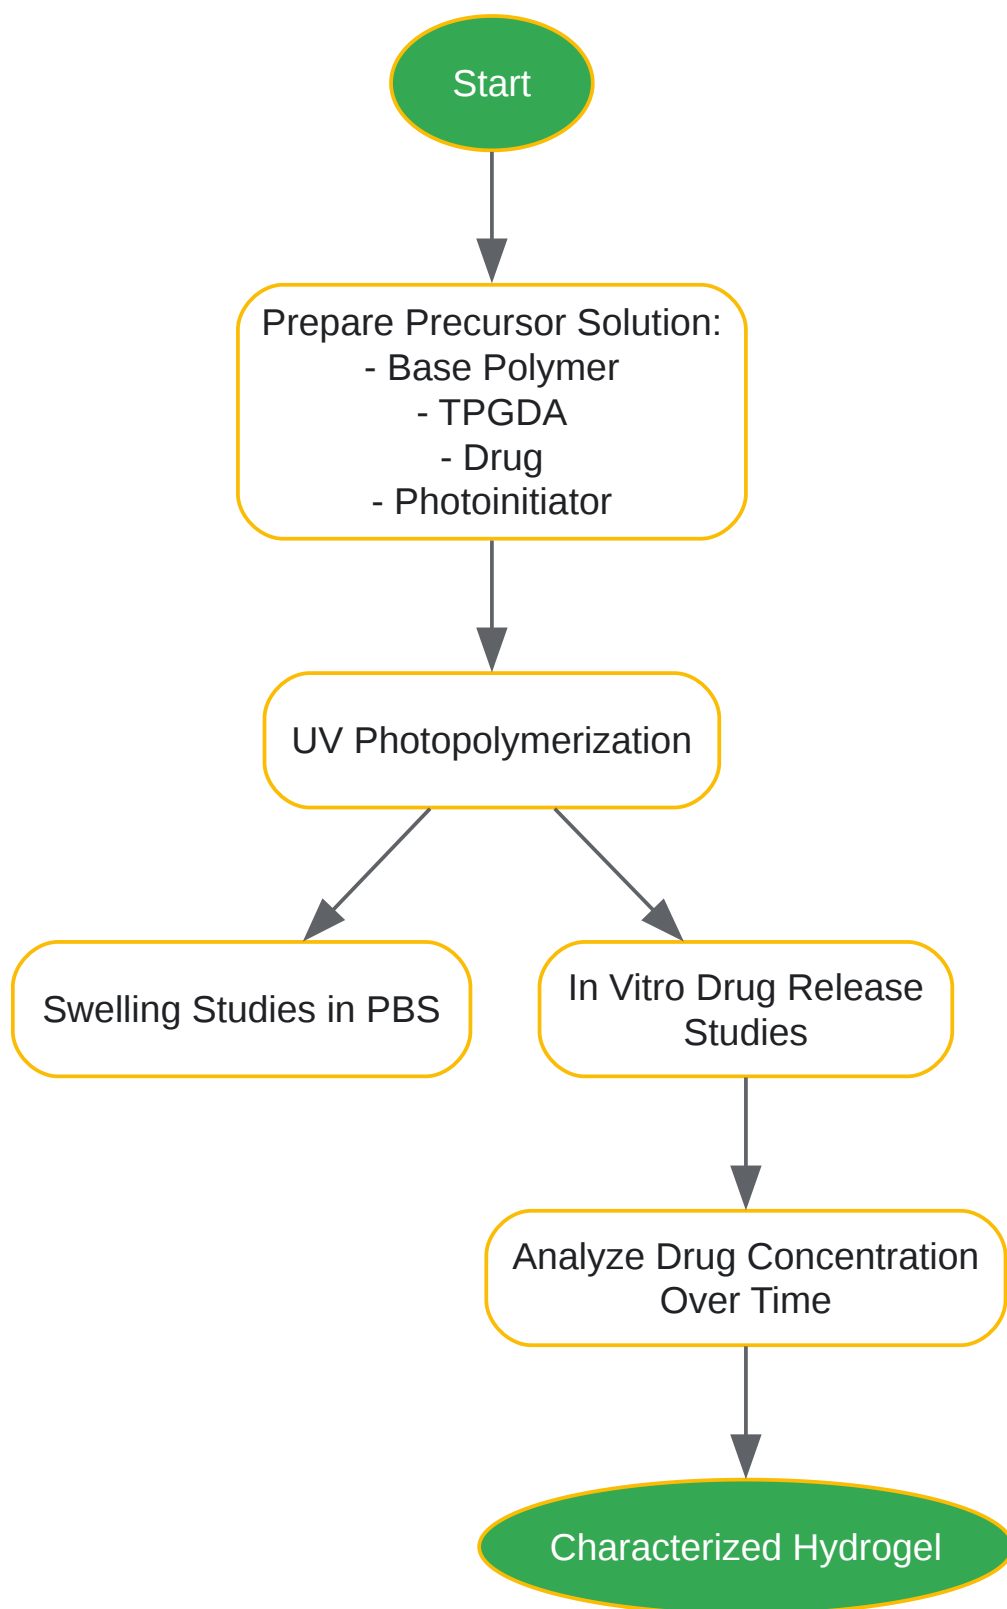 Start
Prepare Precursor Solution:
- Base Polymer
- TPGDA
- Drug
- Photoinitiator
UV Photopolymerization
Swelling Studies in PBS
In Vitro Drug Release
Studies
Analyze Drug Concentration
Over Time
Characterized Hydrogel